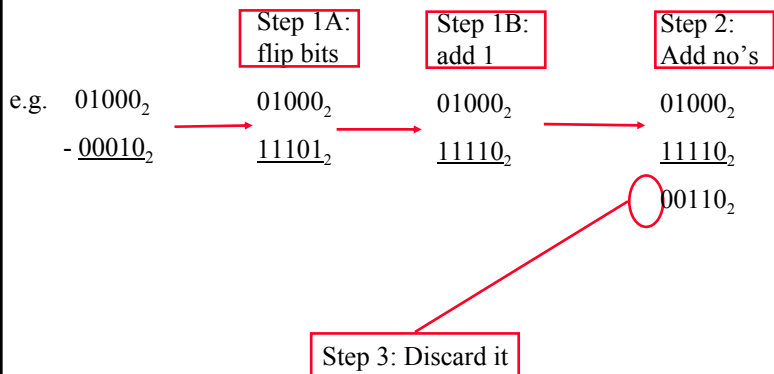 Step 1A:
flip bits
Step 1B:
add 1
Step 2:
Add no’s
e.g. 01000₂ 01000₂ 01000₂ 01000₂
- 00010₂ 11101₂ 11110₂ 11110₂
00110₂
Step 3: Discard it